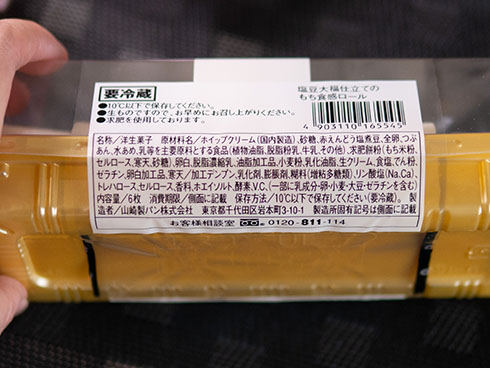 要冷蔵
●10℃以下で保存してください。
●生ものですので、お早めにお召し上がりください。
●求肥を使用しております。
塩豆大福仕立ての
もち食感ロール
4903110165545
名称/洋生菓子 原材料名/ホイップクリーム(国内製造)、砂糖、赤えんどう塩煮豆、全卵、つぶ
あん、水あめ、乳等を主要原料とする食品(植物油脂、脱脂粉乳、牛乳、その他)、求肥餅粉(もち米粉、
セルロース、寒天、砂糖)、卵白、脱脂濃縮乳、油脂加工品、小麦粉、乳化油脂、生クリーム、食塩、でん粉、
ゼラチン、卵白加工品、寒天/加工デンプン、乳化剤、膨脹剤、糊料(増粘多糖類)、リン酸塩(Na、Ca)、
トレハロース、セルロース、香料、ホエイソルト、酵素、V.C、(一部に乳成分・卵・小麦・大豆・ゼラチンを含む)
内容量/6枚 消費期限/側面に記載 保存方法/10℃以下で保存してください(要冷蔵)。 製
造者/山崎製パン株式会社 東京都千代田区岩本町3-10-1 製造所固有記号は側面に記載
お客様相談室 0120-811-114